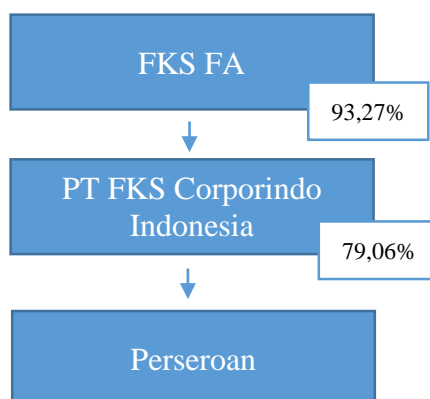 FKS FA
93,27%
PT FKS Corporindo
Indonesia
79,06%
Perseroan